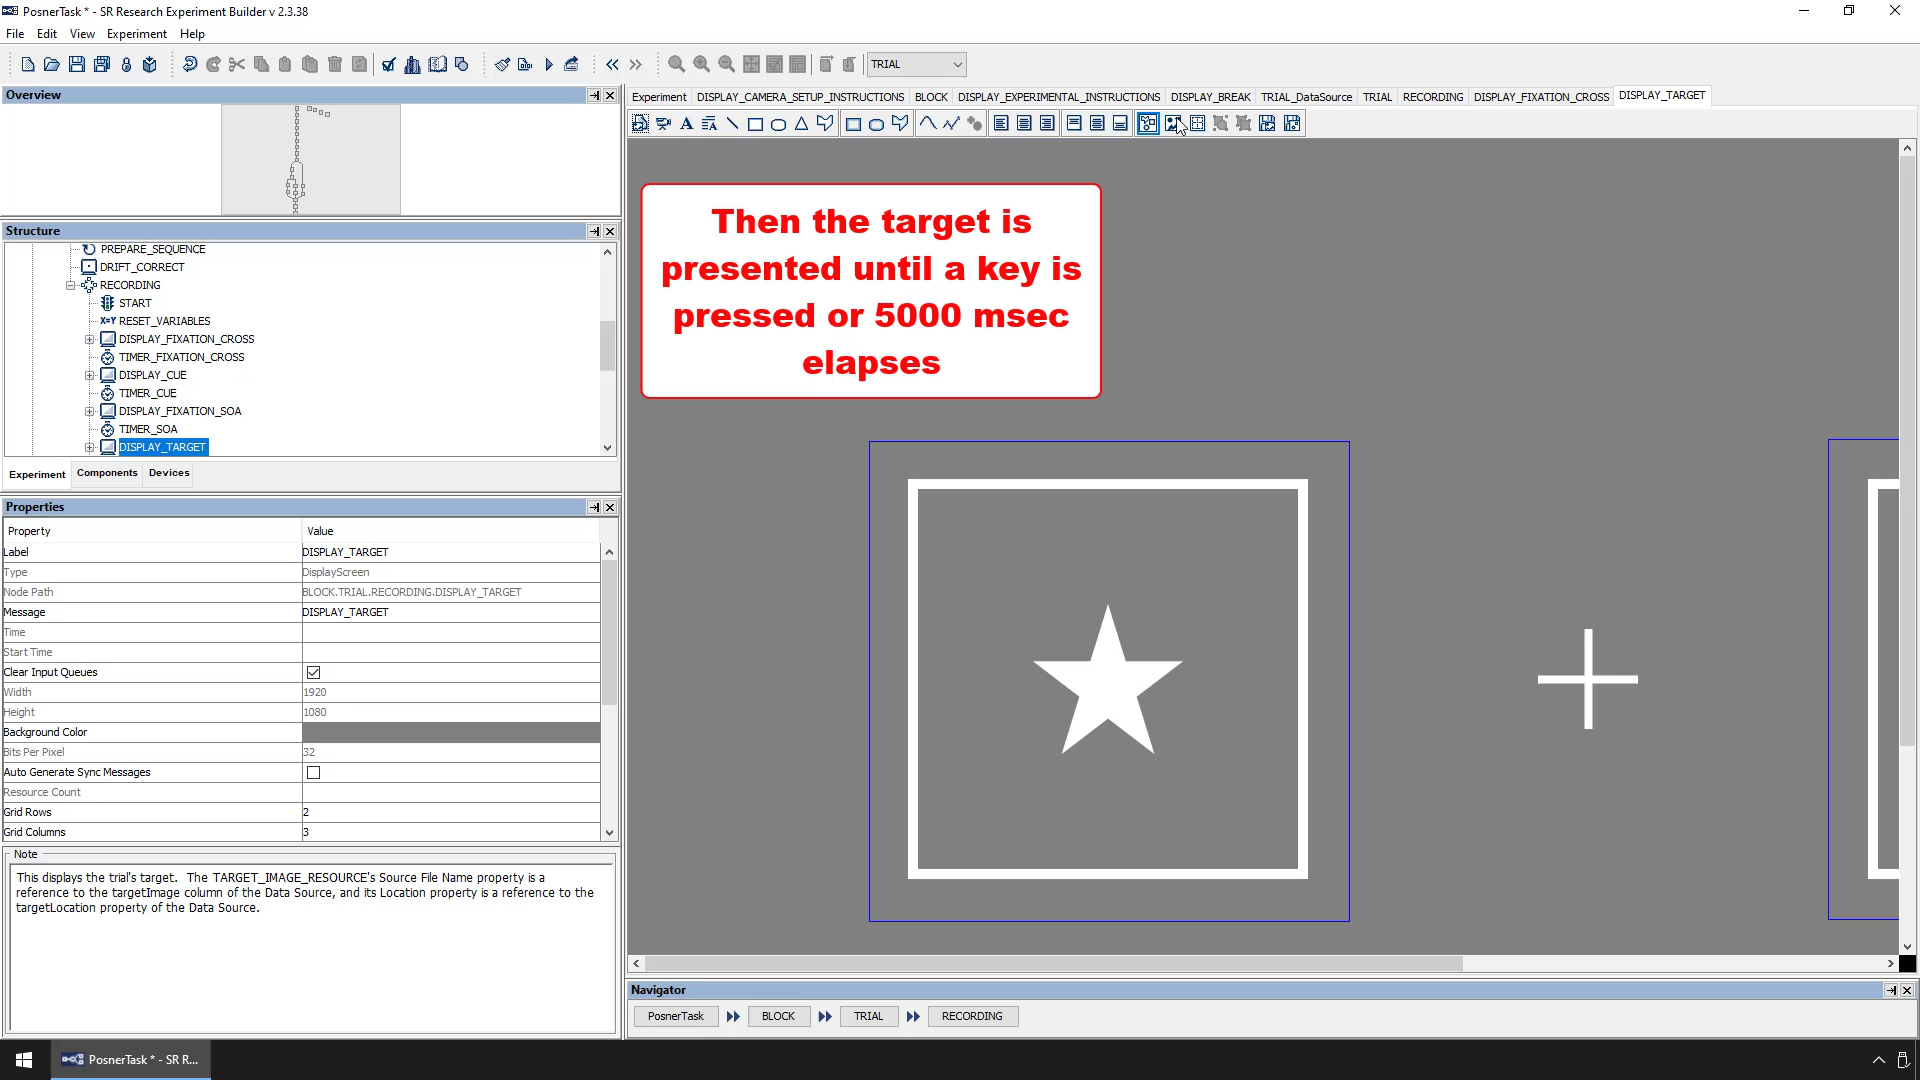 PosnerTask * - SR Research Experiment Builder v 2.3.38
File Edit View Experiment Help
TRIAL
Overview
Structure
PREPARE_SEQUENCE
DRIFT_CORRECT
RECORDING
START
X=Y RESET_VARIABLES
DISPLAY_FIXATION_CROSS
TIMER_FIXATION_CROSS
DISPLAY_CUE
TIMER_CUE
DISPLAY_FIXATION_SOA
TIMER_SOA
DISPLAY_TARGET
Experiment Components Devices
Properties
Property Value
Label DISPLAY_TARGET
Type DisplayScreen
Node Path BLOCK.TRIAL.RECORDING.DISPLAY_TARGET
Message DISPLAY_TARGET
Time
Start Time
Clear Input Queues
Width 1920
Height 1080
Background Color
Bits Per Pixel 32
Auto Generate Sync Messages
Resource Count
Grid Rows 2
Grid Columns 3
Note
This displays the trial's target. The TARGET_IMAGE_RESOURCE's Source File Name property is a
reference to the targetImage column of the Data Source, and its Location property is a reference to the
targetLocation property of the Data Source.
Experiment DISPLAY_CAMERA_SETUP_INSTRUCTIONS BLOCK DISPLAY_EXPERIMENTAL_INSTRUCTIONS DISPLAY_BREAK TRIAL_DataSource TRIAL RECORDING DISPLAY_FIXATION_CROSS DISPLAY_TARGET
Then the target is
presented until a key is
pressed or 5000 msec
elapses
Navigator
PosnerTask BLOCK TRIAL RECORDING
PosnerTask * - SR R...